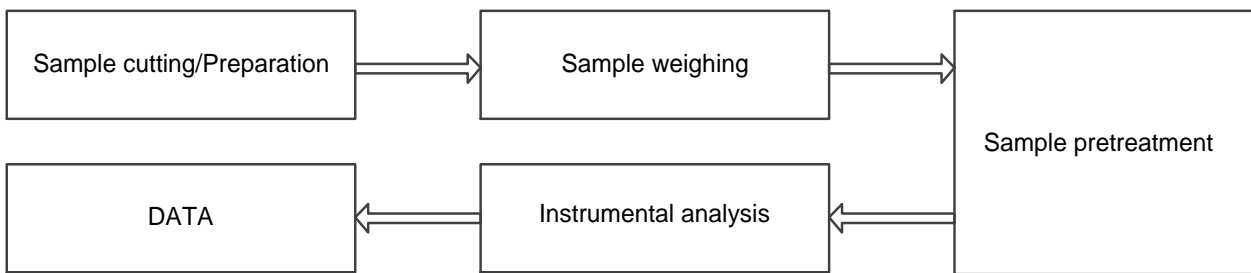 Sample cutting/Preparation
Sample weighing
Sample pretreatment
Instrumental analysis
DATA